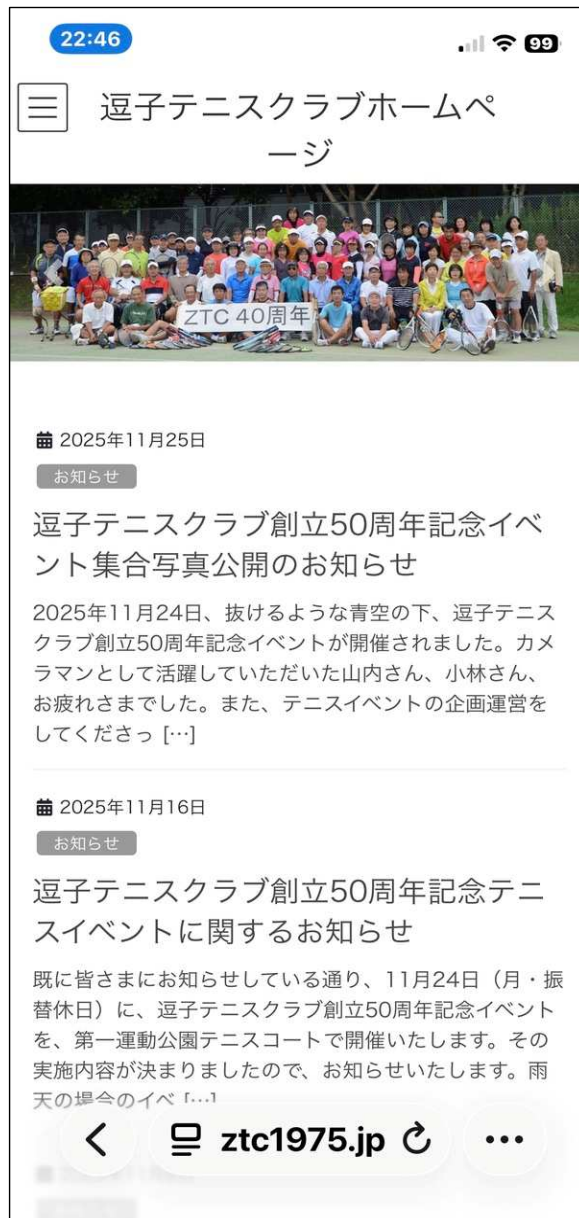 22:46
99
逗子テニスクラブホームペ
ージ
ZTC 40周年
2025年11月25日
お知らせ
逗子テニスクラブ創立50周年記念イベ
ント集合写真公開のお知らせ
2025年11月24日、抜けるような青空の下、逗子テニス
クラブ創立50周年記念イベントが開催されました。カメ
ラマンとして活躍していただいた山内さん、小林さん、
お疲れさまでした。また、テニスイベントの企画運営を
してくださっ […]
2025年11月16日
お知らせ
逗子テニスクラブ創立50周年記念テニ
スイベントに関するお知らせ
既に皆さまにお知らせしている通り、11月24日（月・振
替休日）に、逗子テニスクラブ創立50周年記念イベント
を、第一運動公園テニスコートで開催いたします。その
実施内容が決まりましたので、お知らせいたします。雨
天の場合のイベ […]
ztc1975.jp